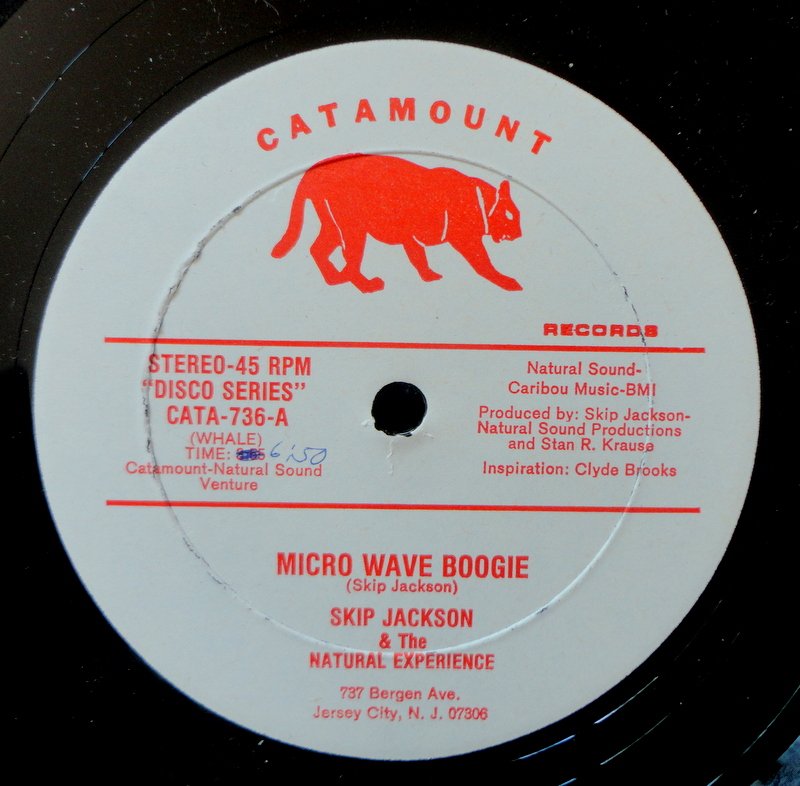 CATAMOUNT
RECORDS
STEREO-45 RPM
"DISCO SERIES"
CATA-736-A
(WHALE)
TIME: 6:50
Catamount-Natural Sound
Venture
Natural Sound-
Caribou Music-BMI
Produced by: Skip Jackson-
Natural Sound Productions
and Stan R. Krause
Inspiration: Clyde Brooks
MICRO WAVE BOOGIE
(Skip Jackson)
SKIP JACKSON
& The
NATURAL EXPERIENCE
737 Bergen Ave.
Jersey City, N. J. 07306